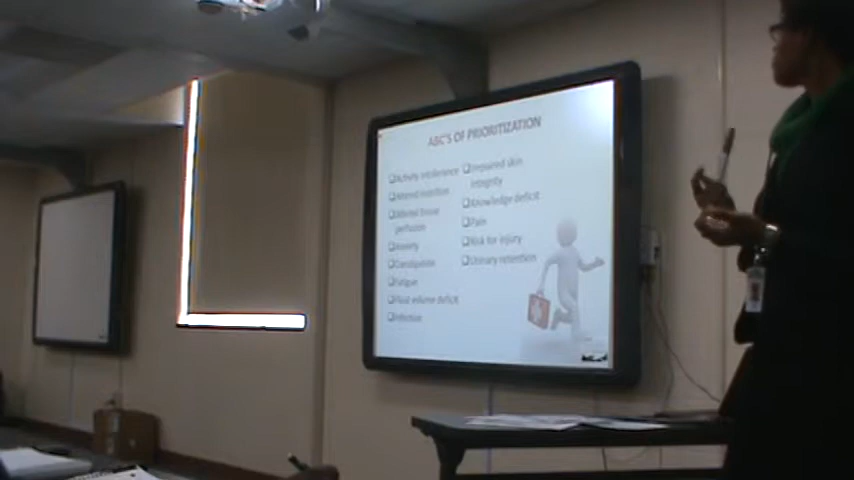 ABC'S OF PRIORITIZATION
❑Activity intolerance
❑Altered nutrition
❑Altered tissue
perfusion
❑Anxiety
❑Constipation
❑Fatigue
❑Fluid volume deficit
❑Infection
❑Impaired skin
integrity
❑Knowledge deficit
❑Pain
❑Risk for injury
❑Urinary retention